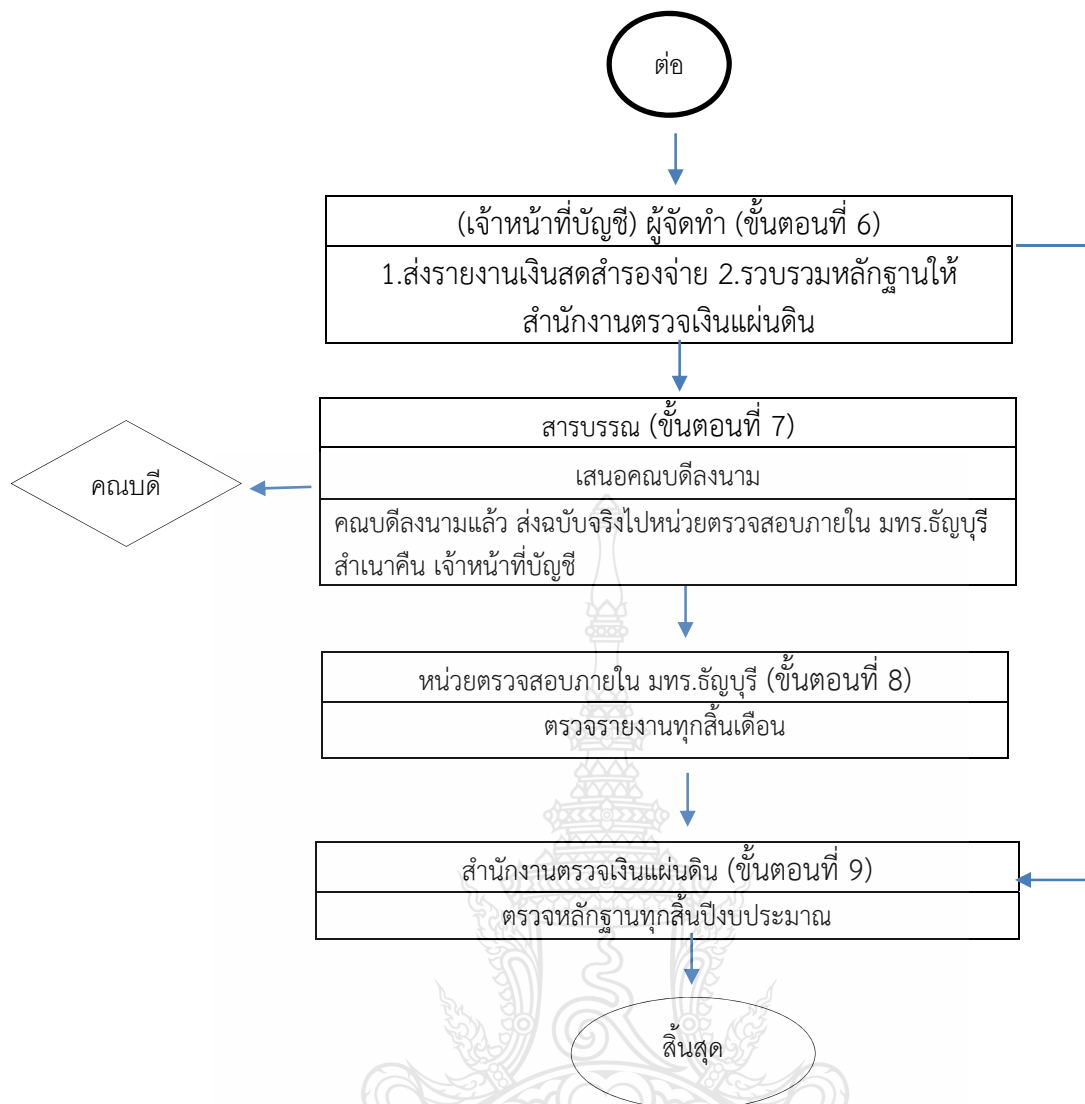 ต่อ
(เจ้าหน้าที่บัญชี) ผู้จัดทำ (ขั้นตอนที่ 6)
1.ส่งรายงานเงินสดสำรองจ่าย 2.รวบรวมหลักฐานให้
สำนักงานตรวจเงินแผ่นดิน
สารบรรณ (ขั้นตอนที่ 7)
คณบดี
เสนอคณบดีลงนาม
คณบดีลงนามแล้ว ส่งฉบับจริงไปหน่วยตรวจสอบภายใน มทร.ธัญบุรี
สำเนาคืน เจ้าหน้าที่บัญชี
หน่วยตรวจสอบภายใน มทร.ธัญบุรี (ขั้นตอนที่ 8)
ตรวจรายงานทุกสิ้นเดือน
สำนักงานตรวจเงินแผ่นดิน (ขั้นตอนที่ 9)
ตรวจหลักฐานทุกสิ้นปีงบประมาณ
สิ้นสุด